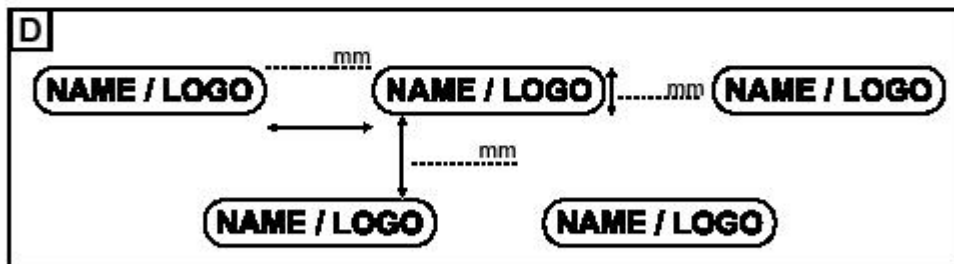 D
........... mm
NAME / LOGO NAME / LOGO ......... mm NAME / LOGO
........... mm
NAME / LOGO NAME / LOGO